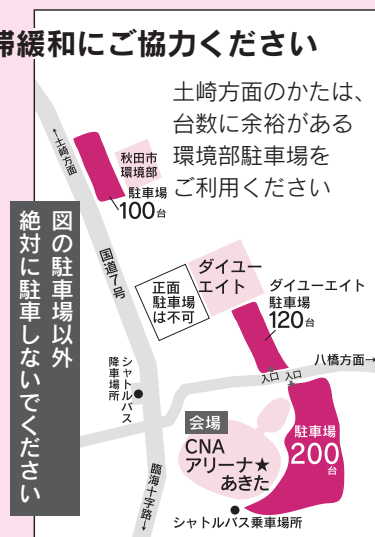 滞緩和にご協力ください
土崎方面のかたは、
台数に余裕がある
環境部駐車場を
ご利用ください
←土崎方面
秋田市
環境部
駐車場
100台
図の駐車場以外
絶対に駐車しないでください
国道7号
正面
駐車場
は不可
ダイユー
エイト
ダイユーエイト
駐車場
120台
八橋方面→
入口
入口
シャトルバス
降車場所
会場
CNA
アリーナ★
あきた
駐車場
200
台
臨海十字路→
シャトルバス乗車場所